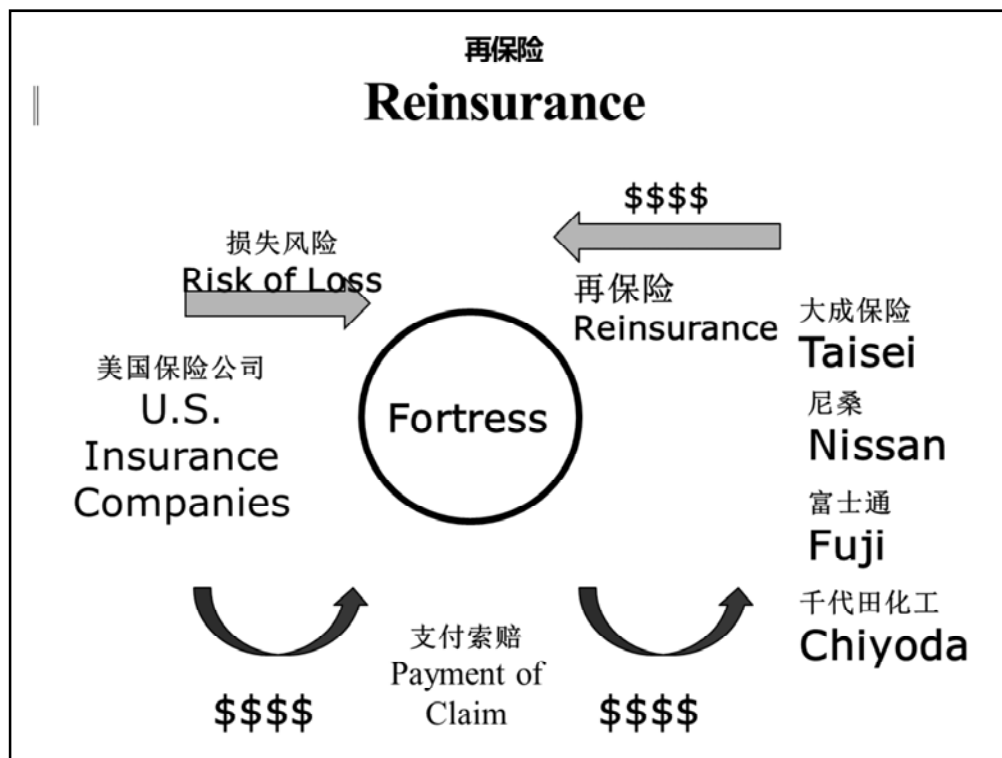 再保险
Reinsurance
$$$$
损失风险
Risk of Loss
再保险
Reinsurance
大成保险
Taisei
美国保险公司
U.S.
Insurance
Companies
Fortress
尼桑
Nissan
富士通
Fuji
千代田化工
Chiyoda
支付索赔
Payment of
Claim
$$$$
$$$$